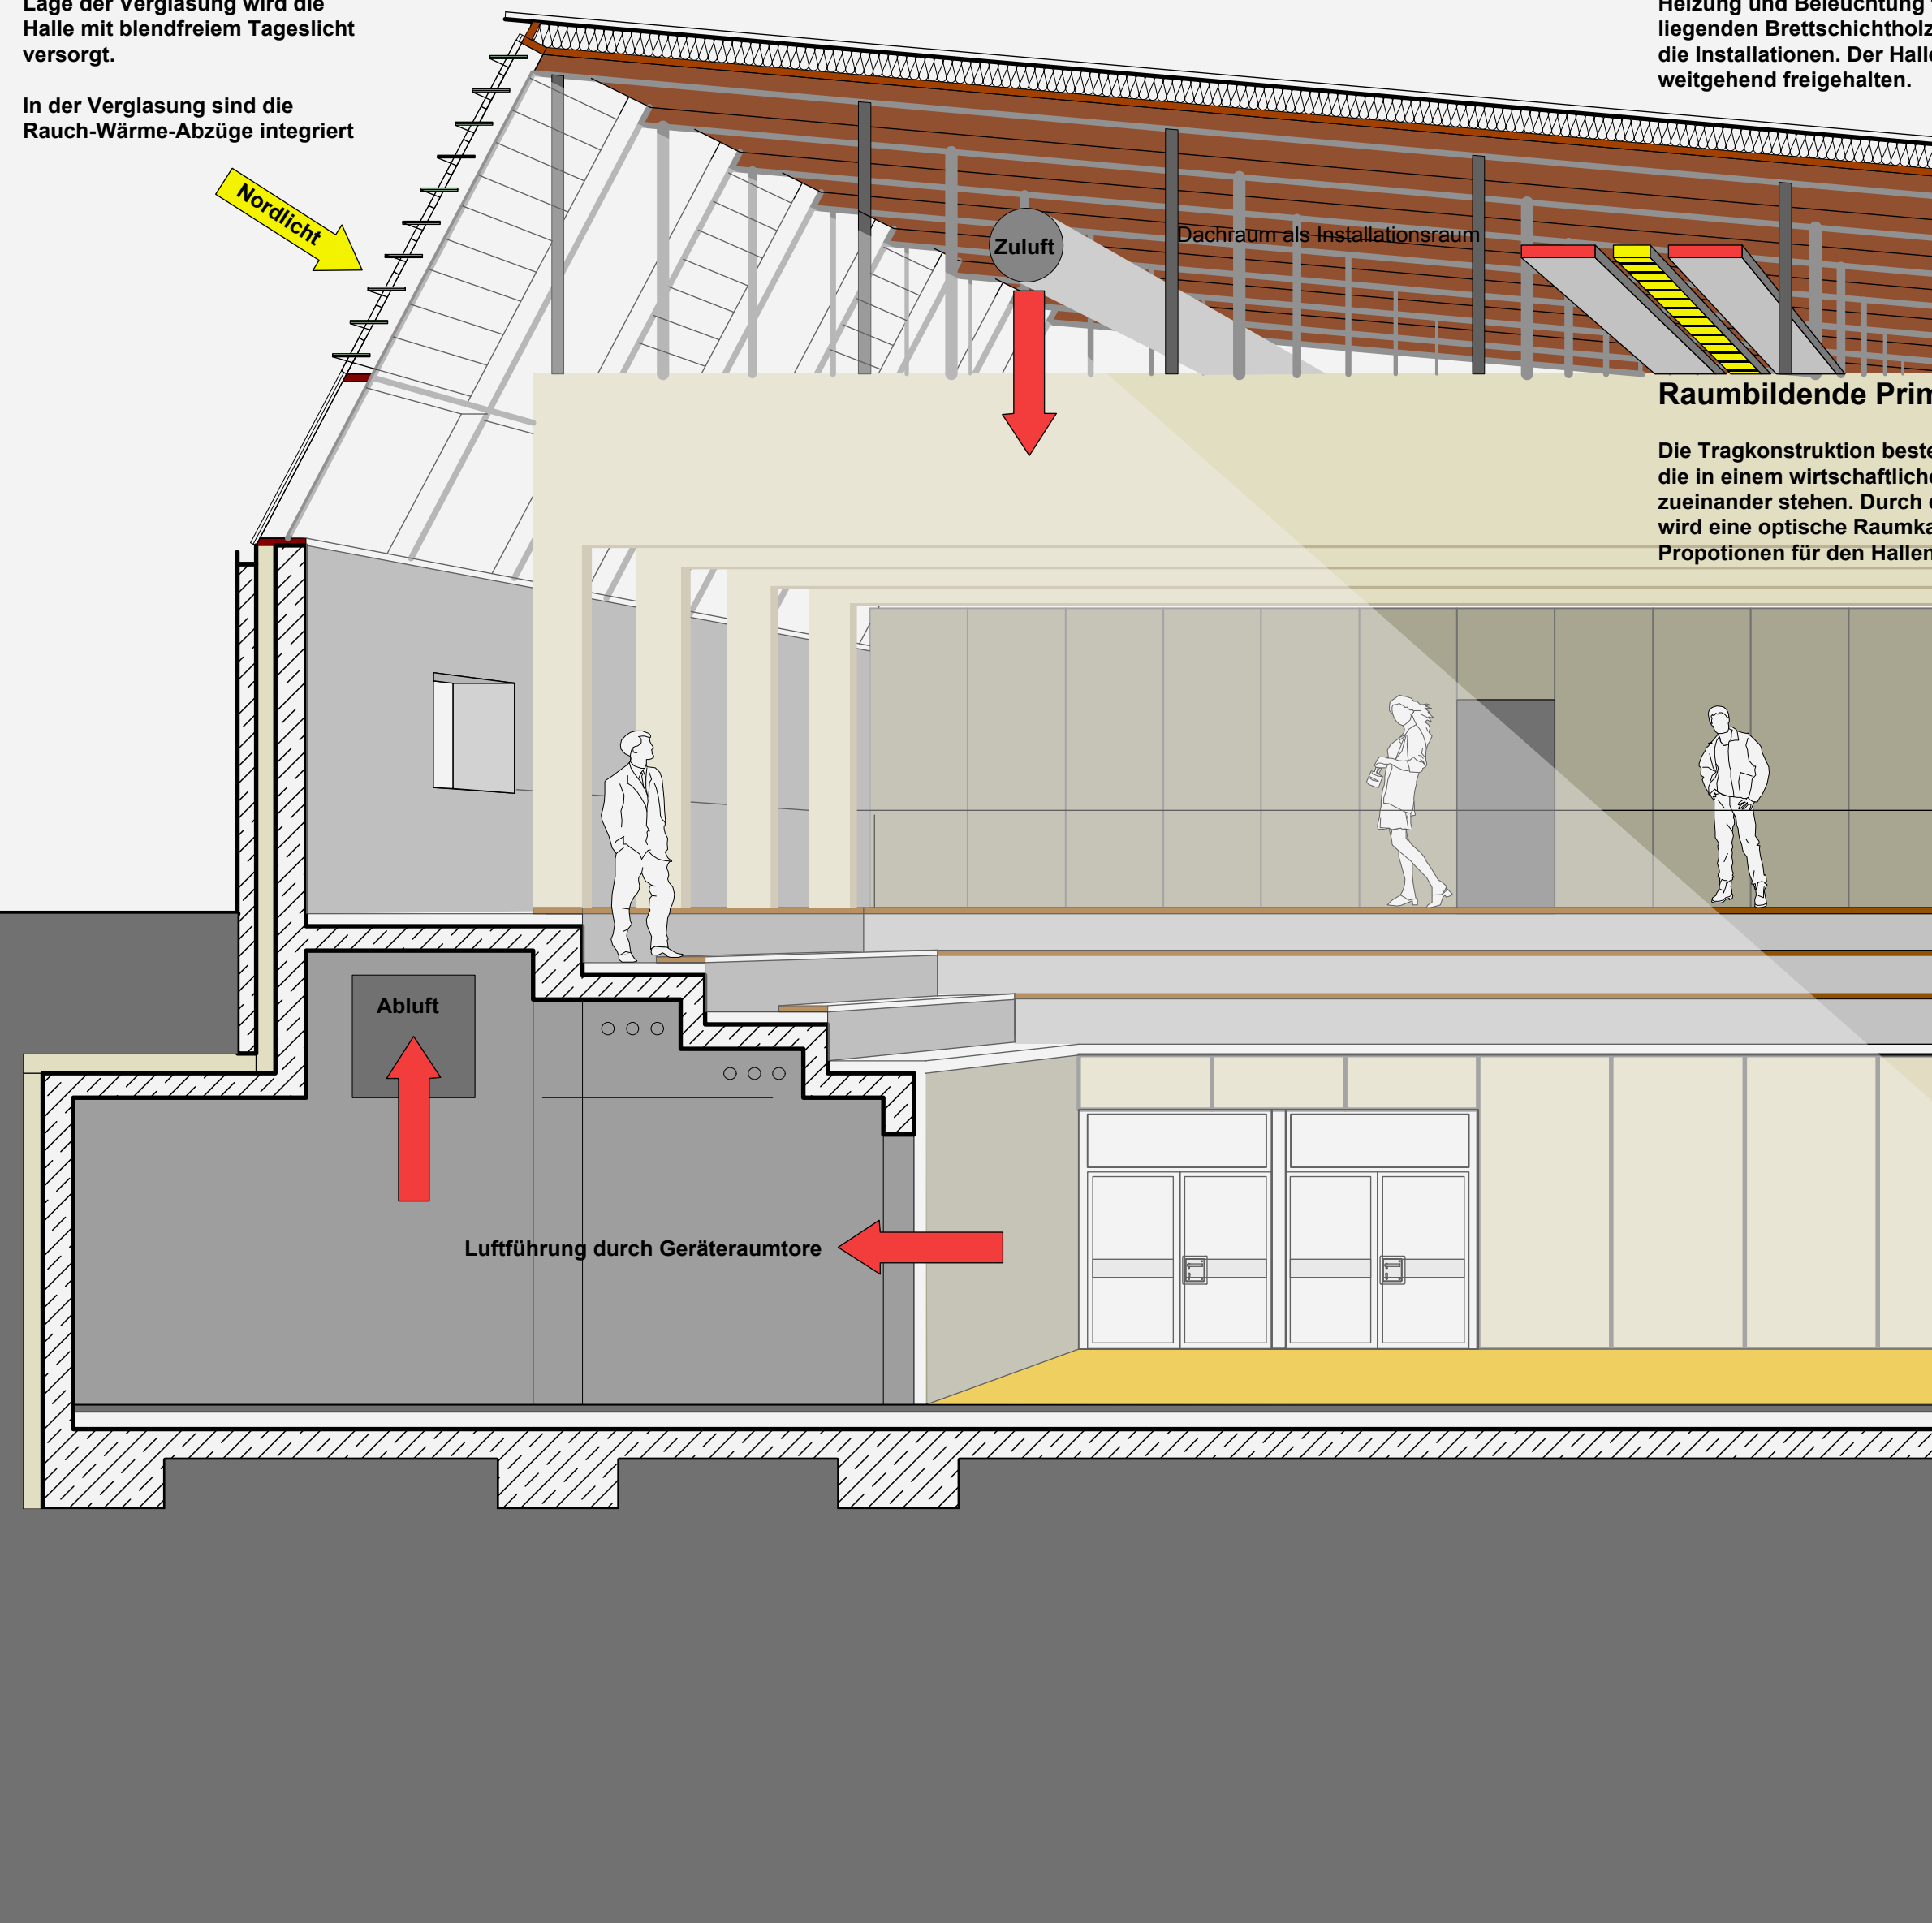 Lage der Verglasung wird die
Halle mit blendfreiem Tageslicht
versorgt.
In der Verglasung sind die
Rauch-Wärme-Abzüge integriert
Nordlicht
Heizung und Beleuchtung
liegenden Brettschichtholz
die Installationen. Der Halle
weitgehend freigehalten.
Zuluft
Dachraum als Installationsraum
Raumbildende Prim
Die Tragkonstruktion beste
die in einem wirtschaftliche
zueinander stehen. Durch
wird eine optische Raumka
Propotionen für den Hallen
Abluft
Luftführung durch Geräteraumtore